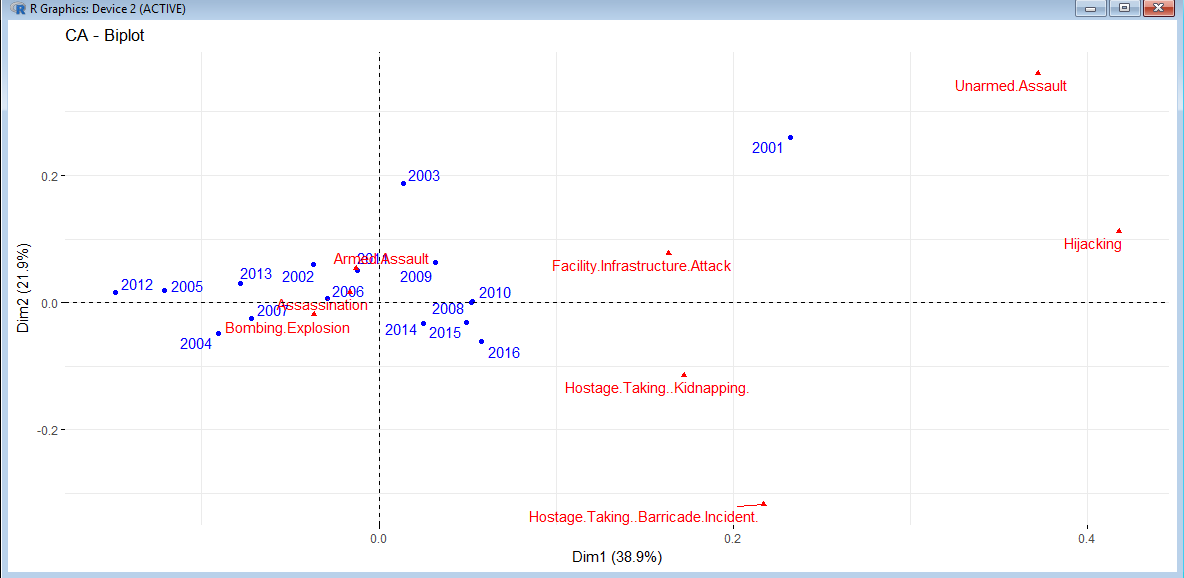 R Graphics: Device 2 (ACTIVE)
CA - Biplot
Unarmed.Assault
2001
2003
0.2
Hijacking
Armed.Assault
Facility.Infrastructure.Attack
2013
2002
2009
2012
2005
2006
2010
0.0
Assassination
2007
2008
Bombing.Explosion
2014
2015
2004
2016
Dim2 (21.9%)
Hostage.Taking..Kidnapping.
-0.2
Hostage.Taking..Barricade.Incident.
0.0
0.2
0.4
Dim1 (38.9%)